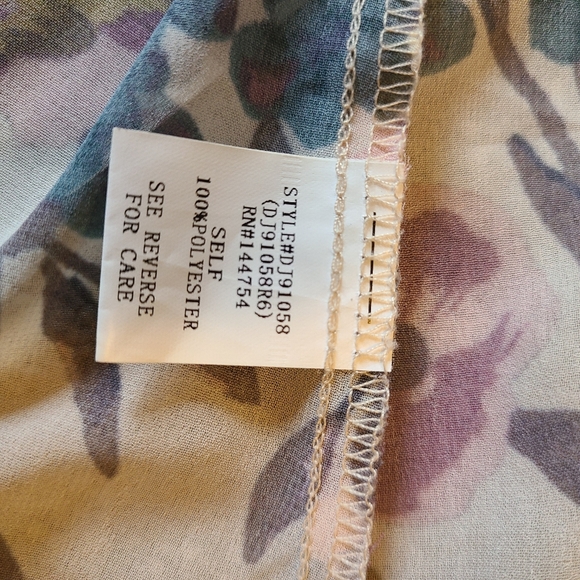 STYLE#DJ91058
(DJ91058R6)
RN#144754
SELF
100%POLYESTER
SEE REVERSE
FOR CARE